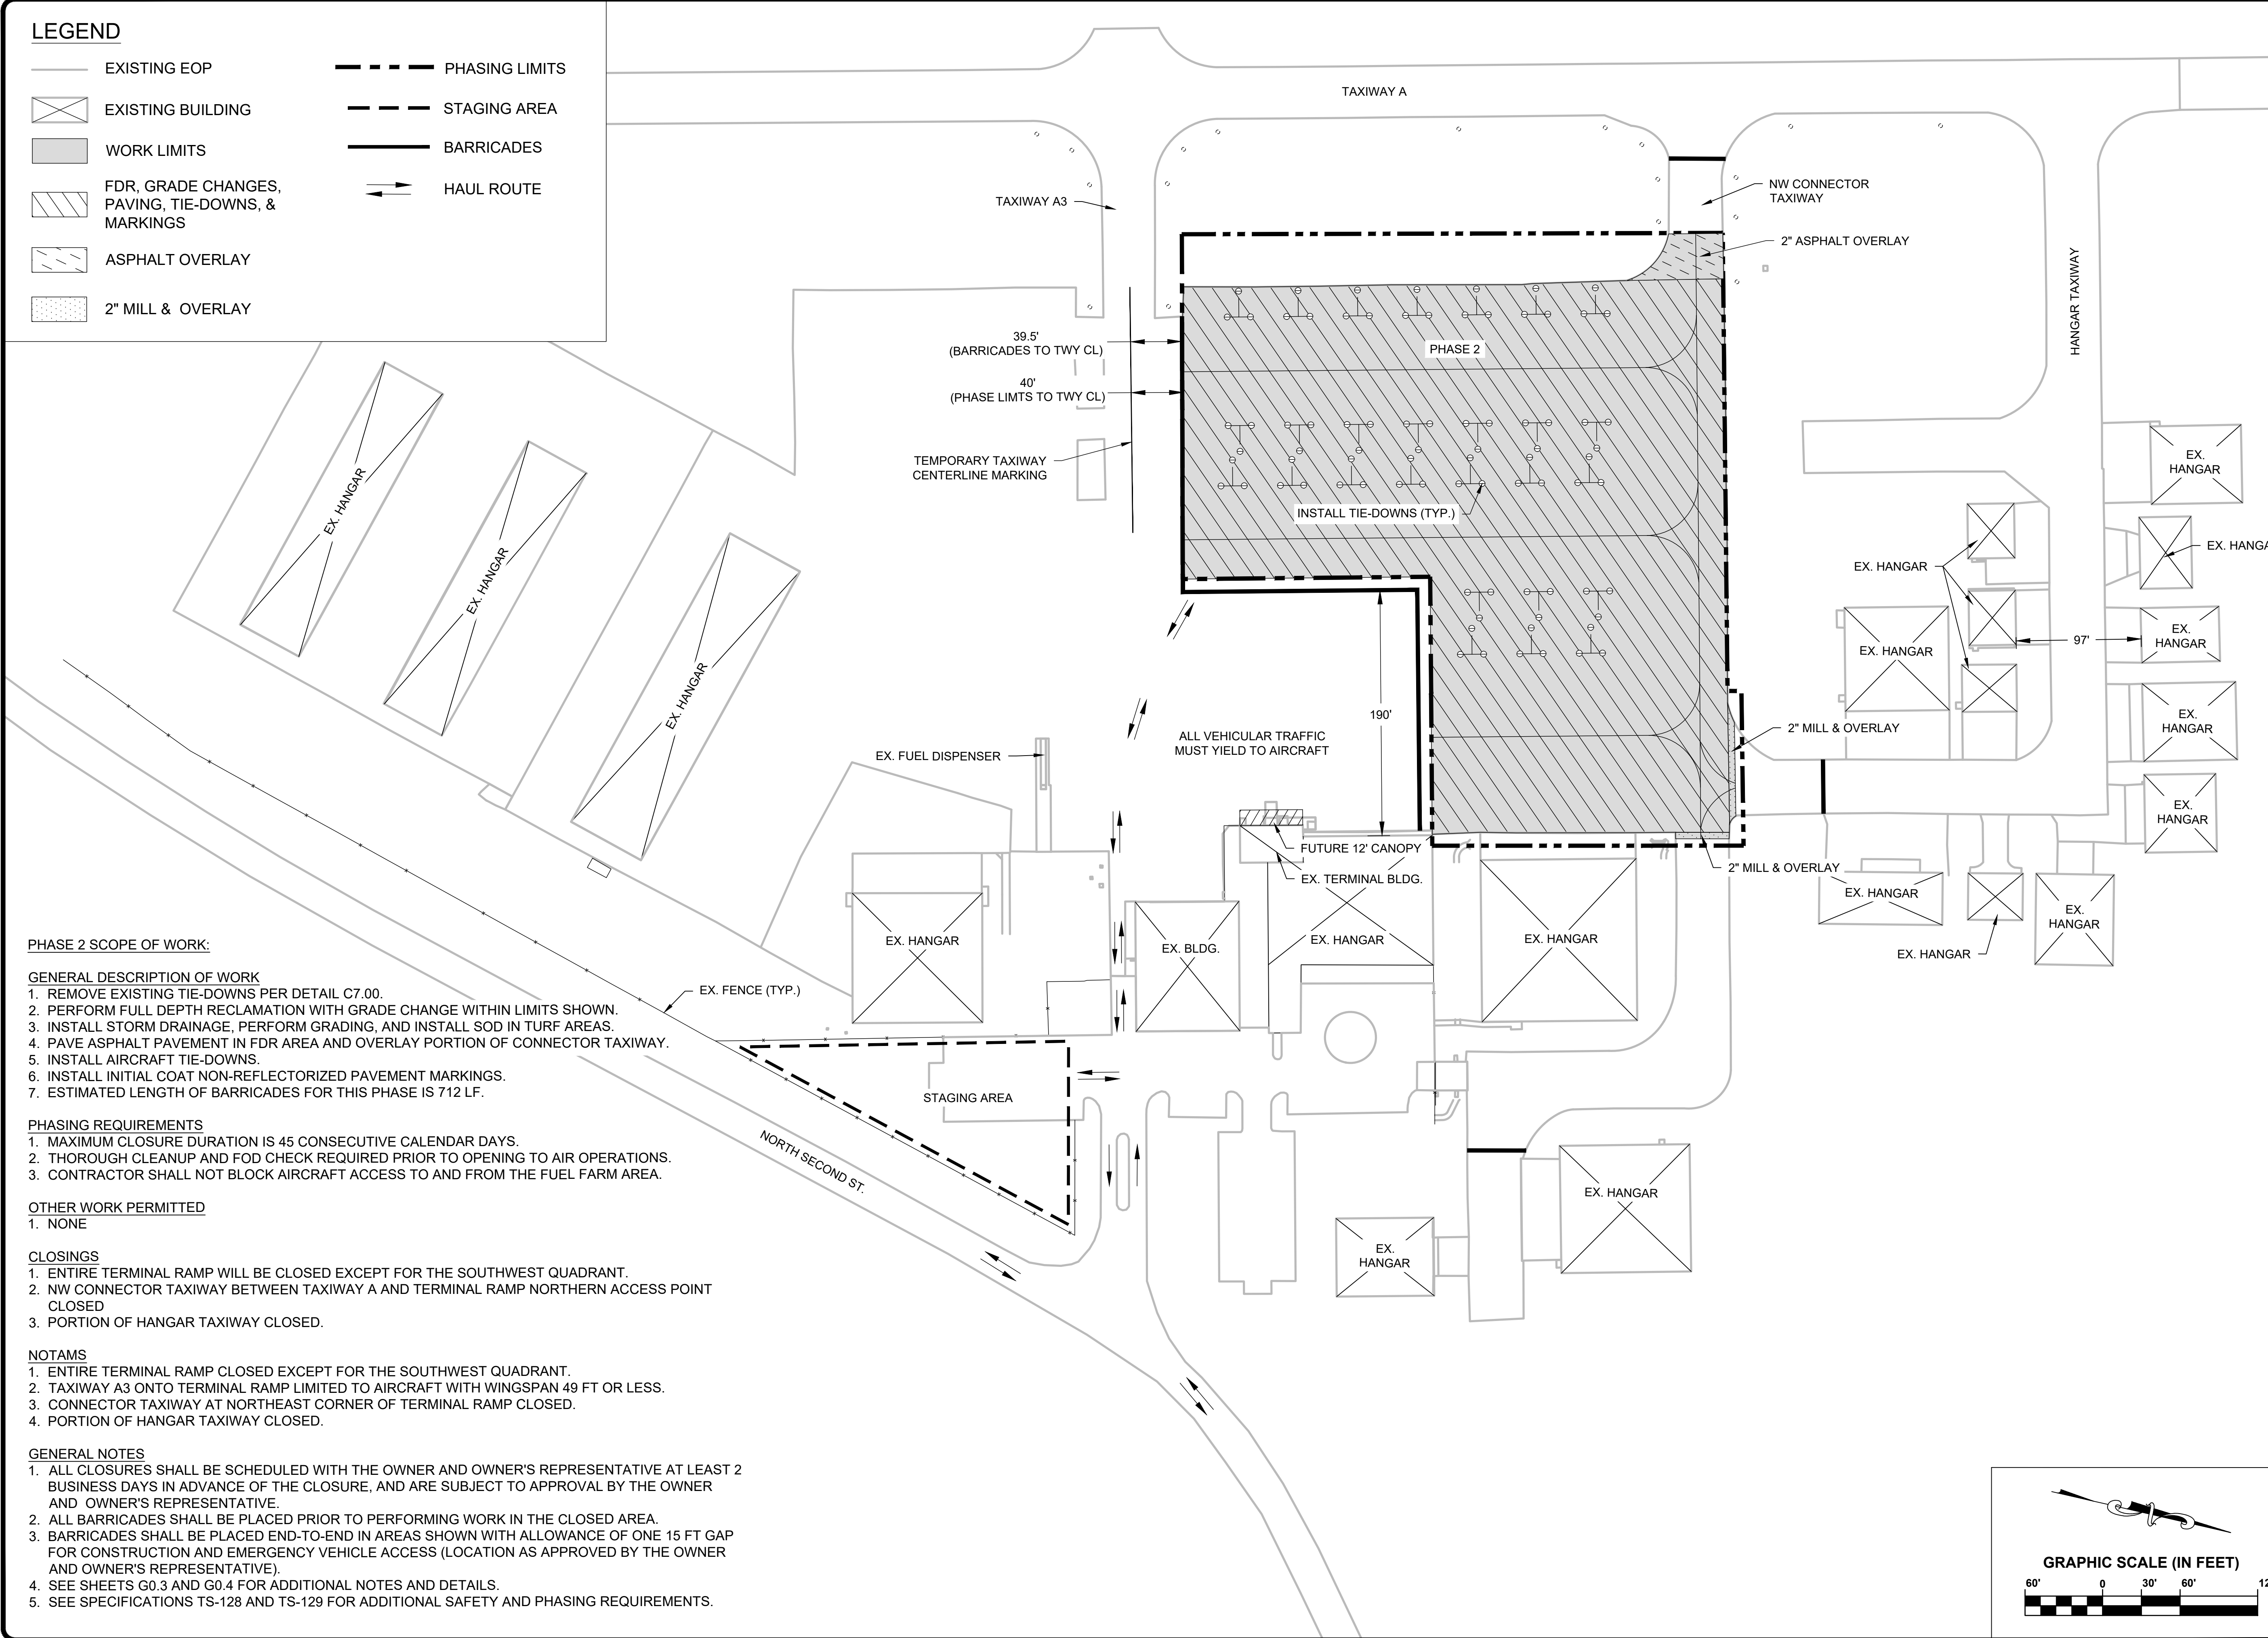 LEGEND
EXISTING EOP
EXISTING BUILDING
WORK LIMITS
FDR, GRADE CHANGES,
PAVING, TIE-DOWNS, &
MARKINGS
ASPHALT OVERLAY
2" MILL & OVERLAY
PHASING LIMITS
STAGING AREA
BARRICADES
HAUL ROUTE
TAXIWAY A
TAXIWAY A3
NW CONNECTOR
TAXIWAY
2" ASPHALT OVERLAY
HANGAR TAXIWAY
39.5'
(BARRICADES TO TWY CL)
40'
(PHASE LIMTS TO TWY CL)
TEMPORARY TAXIWAY
CENTERLINE MARKING
PHASE 2
INSTALL TIE-DOWNS (TYP.)
EX. HANGAR
EX. HANGAR
EX. HANGAR
EX.
HANGAR
EX. HANGA
EX. HANGAR
EX.
HANGAR
97'
EX. HANGAR
EX.
HANGAR
EX.
HANGAR
190'
ALL VEHICULAR TRAFFIC
MUST YIELD TO AIRCRAFT
2" MILL & OVERLAY
EX. FUEL DISPENSER
FUTURE 12' CANOPY
EX. TERMINAL BLDG.
2" MILL & OVERLAY
EX. HANGAR
EX. BLDG.
EX. HANGAR
EX. HANGAR
EX. HANGAR
EX. HANGAR
EX.
HANGAR
EX. FENCE (TYP.)
STAGING AREA
NORTH SECOND ST.
EX. HANGAR
EX.
HANGAR
PHASE 2 SCOPE OF WORK:
GENERAL DESCRIPTION OF WORK
1. REMOVE EXISTING TIE-DOWNS PER DETAIL C7.00.
2. PERFORM FULL DEPTH RECLAMATION WITH GRADE CHANGE WITHIN LIMITS SHOWN.
3. INSTALL STORM DRAINAGE, PERFORM GRADING, AND INSTALL SOD IN TURF AREAS.
4. PAVE ASPHALT PAVEMENT IN FDR AREA AND OVERLAY PORTION OF CONNECTOR TAXIWAY.
5. INSTALL AIRCRAFT TIE-DOWNS.
6. INSTALL INITIAL COAT NON-REFLECTORIZED PAVEMENT MARKINGS.
7. ESTIMATED LENGTH OF BARRICADES FOR THIS PHASE IS 712 LF.
PHASING REQUIREMENTS
1. MAXIMUM CLOSURE DURATION IS 45 CONSECUTIVE CALENDAR DAYS.
2. THOROUGH CLEANUP AND FOD CHECK REQUIRED PRIOR TO OPENING TO AIR OPERATIONS.
3. CONTRACTOR SHALL NOT BLOCK AIRCRAFT ACCESS TO AND FROM THE FUEL FARM AREA.
OTHER WORK PERMITTED
1. NONE
CLOSINGS
1. ENTIRE TERMINAL RAMP WILL BE CLOSED EXCEPT FOR THE SOUTHWEST QUADRANT.
2. NW CONNECTOR TAXIWAY BETWEEN TAXIWAY A AND TERMINAL RAMP NORTHERN ACCESS POINT
CLOSED
3. PORTION OF HANGAR TAXIWAY CLOSED.
NOTAMS
1. ENTIRE TERMINAL RAMP CLOSED EXCEPT FOR THE SOUTHWEST QUADRANT.
2. TAXIWAY A3 ONTO TERMINAL RAMP LIMITED TO AIRCRAFT WITH WINGSPAN 49 FT OR LESS.
3. CONNECTOR TAXIWAY AT NORTHEAST CORNER OF TERMINAL RAMP CLOSED.
4. PORTION OF HANGAR TAXIWAY CLOSED.
GENERAL NOTES
1. ALL CLOSURES SHALL BE SCHEDULED WITH THE OWNER AND OWNER'S REPRESENTATIVE AT LEAST 2
BUSINESS DAYS IN ADVANCE OF THE CLOSURE, AND ARE SUBJECT TO APPROVAL BY THE OWNER
AND OWNER'S REPRESENTATIVE.
2. ALL BARRICADES SHALL BE PLACED PRIOR TO PERFORMING WORK IN THE CLOSED AREA.
3. BARRICADES SHALL BE PLACED END-TO-END IN AREAS SHOWN WITH ALLOWANCE OF ONE 15 FT GAP
FOR CONSTRUCTION AND EMERGENCY VEHICLE ACCESS (LOCATION AS APPROVED BY THE OWNER
AND OWNER'S REPRESENTATIVE).
4. SEE SHEETS G0.3 AND G0.4 FOR ADDITIONAL NOTES AND DETAILS.
5. SEE SPECIFICATIONS TS-128 AND TS-129 FOR ADDITIONAL SAFETY AND PHASING REQUIREMENTS.
GRAPHIC SCALE (IN FEET)
60' 0 30' 60' 12